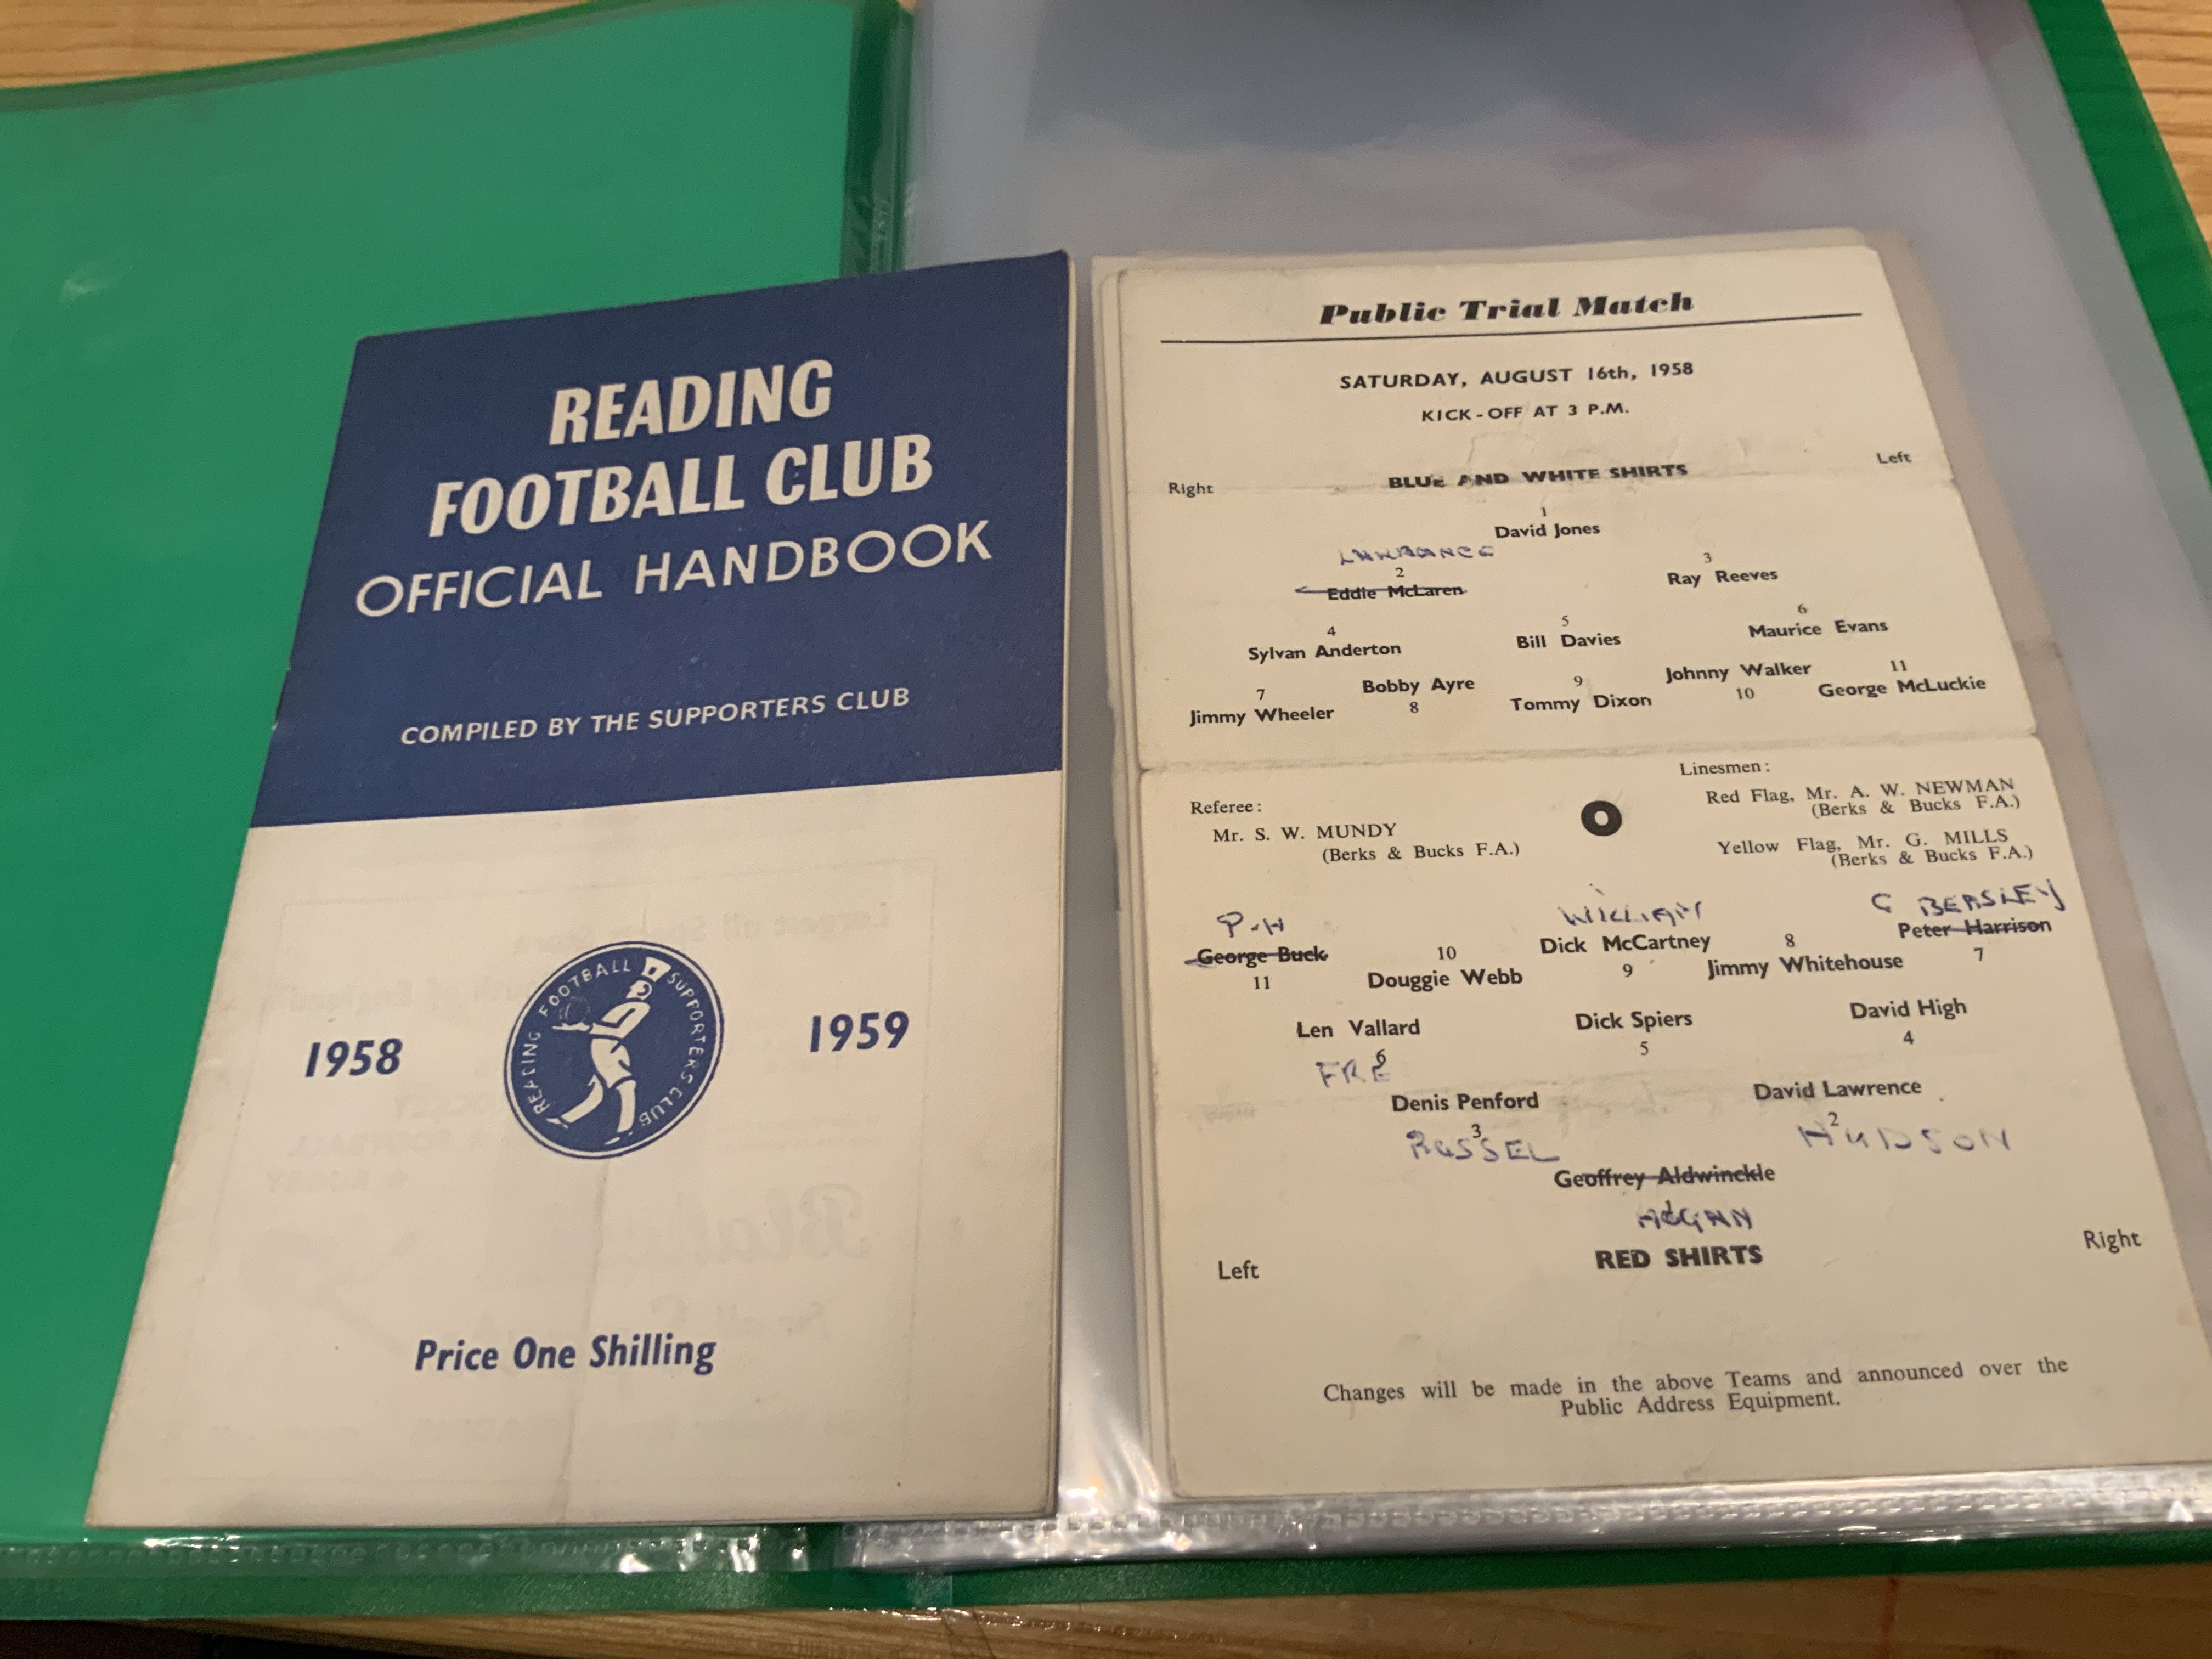 READING
FOOTBALL CLUB
OFFICIAL HANDBOOK
COMPILED BY THE SUPPORTERS CLUB
1958
READING FOOTBALL SUPPORTERS CLUB
1959
Price One Shilling
Public Trial Match
SATURDAY, AUGUST 16th, 1958
KICK-OFF AT 3 P.M.
Right BLUE AND WHITE SHIRTS Left
1
David Jones
LAWRANCE
2 3
Eddie McLaren Ray Reeves
4 5 6
Sylvan Anderton Bill Davies Maurice Evans
7 Bobby Ayre 9 Johnny Walker 11
Jimmy Wheeler 8 Tommy Dixon 10 George McLuckie
Referee:
Mr. S. W. MUNDY
(Berks & Bucks F.A.)
Linesmen:
Red Flag, Mr. A. W. NEWMAN
(Berks & Bucks F.A.)
Yellow Flag, Mr. G. MILLS
(Berks & Bucks F.A.)
P.H C BEASLEY
George Buck 10 Dick McCartney 8 Peter Harrison
11 Douggie Webb 9 Jimmy Whitehouse 7
Len Vallard Dick Spiers David High
6 5 4
FRE
Denis Penford David Lawrence
3 2
RUSSEL HUDSON
Geoffrey Aldwinckle
HOGAN
Left RED SHIRTS Right
Changes will be made in the above Teams and announced over the
Public Address Equipment.